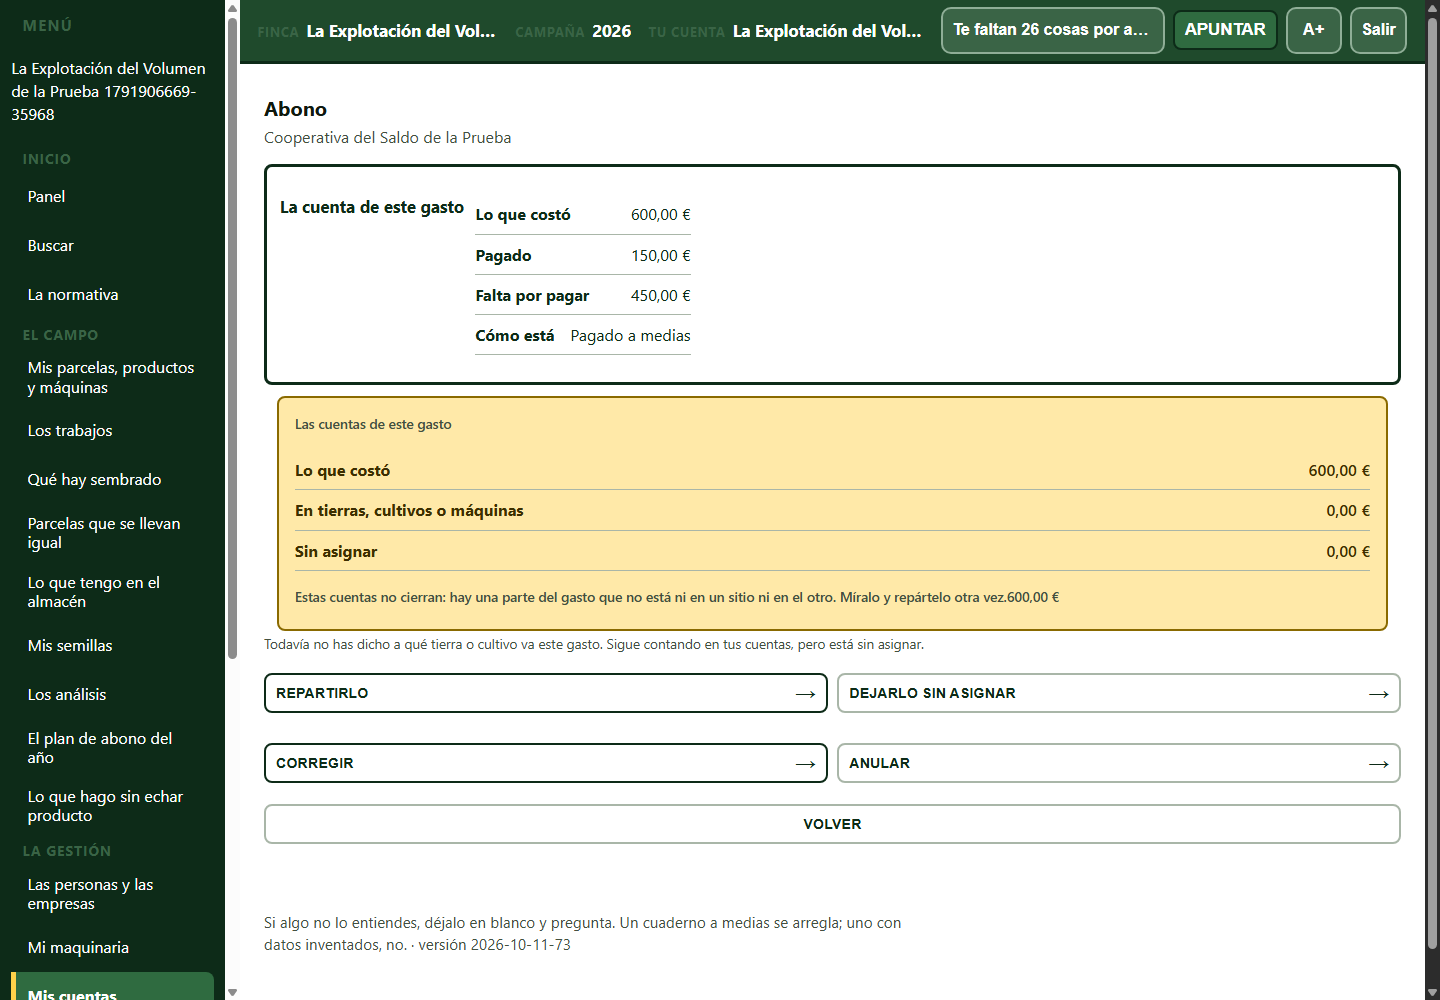 MENÚ
La Explotación del Volumen
de la Prueba 1791906669-
35968
INICIO
Panel
Buscar
La normativa
EL CAMPO
Mis parcelas, productos
y máquinas
Los trabajos
Qué hay sembrado
Parcelas que se llevan
igual
Lo que tengo en el
almacén
Mis semillas
Los análisis
El plan de abono del
año
Lo que hago sin echar
producto
LA GESTIÓN
Las personas y las
empresas
Mi maquinaria
Mis cuentas
FINCA La Explotación del Vol... CAMPAÑA 2026 TU CUENTA La Explotación del Vol... Te faltan 26 cosas por a... APUNTAR A+ Salir
Abono
Cooperativa del Saldo de la Prueba
La cuenta de este gasto
Lo que costó 600,00 €
Pagado 150,00 €
Falta por pagar 450,00 €
Cómo está Pagado a medias
Las cuentas de este gasto
Lo que costó 600,00 €
En tierras, cultivos o máquinas 0,00 €
Sin asignar 0,00 €
Estas cuentas no cierran: hay una parte del gasto que no está ni en un sitio ni en el otro. Míralo y repártelo otra vez.600,00 €
Todavía no has dicho a qué tierra o cultivo va este gasto. Sigue contando en tus cuentas, pero está sin asignar.
REPARTIRLO → DEJARLO SIN ASIGNAR →
CORREGIR → ANULAR →
VOLVER
Si algo no lo entiendes, déjalo en blanco y pregunta. Un cuaderno a medias se arregla; uno con
datos inventados, no. · versión 2026-10-11-73